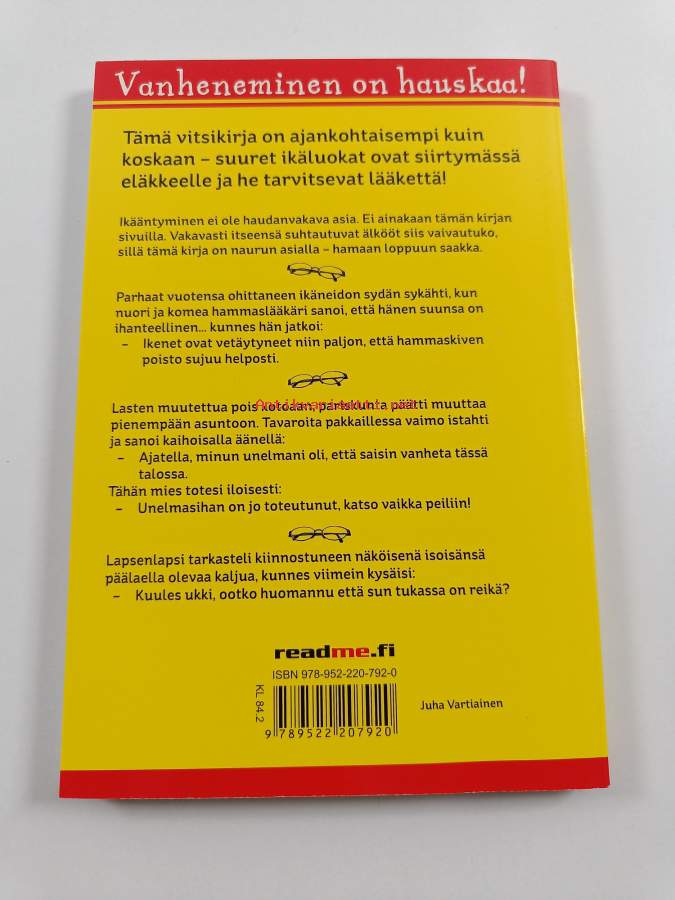 Vanheneminen on hauskaa!
Tämä vitsikirja on ajankohtaisempi kuin
koskaan – suuret ikäluokat ovat siirtymässä
eläkkeelle ja he tarvitsevat lääkettä!
Ikääntyminen ei ole haudanvakava asia. Ei ainakaan tämän kirjan
sivuilla. Vakavasti itseensä suhtautuvat älkööt siis vaivautuko,
sillä tämä kirja on naurun asialla – hamaan loppuun saakka.
Parhaat vuotensa ohittaneen ikäneidon sydän sykähti, kun
nuori ja komea hammaslääkäri sanoi, että hänen suunsa on
ihanteellinen... kunnes hän jatkoi:
– Ikenet ovat vetäytyneet niin paljon, että hammaskiven
poisto sujuu helposti.
Lasten muutettua pois kotoaan, pariskunta päätti muuttaa
pienempään asuntoon. Tavaroita pakkaillessa vaimo istahti
ja sanoi kaihoisalla äänellä:
– Ajatella, minun unelmani oli, että saisin vanheta tässä
talossa.
Tähän mies totesi iloisesti:
– Unelmasihan on jo toteutunut, katso vaikka peiliin!
Lapsenlapsi tarkasteli kiinnostuneen näköisenä isoisänsä
päälaella olevaa kaljua, kunnes viimein kysäisi:
– Kuules ukki, ootko huomannu että sun tukassa on reikä?
readme.fi
ISBN 978-952-220-792-0
KL 84.2
9 789522 207920
Juha Vartiainen